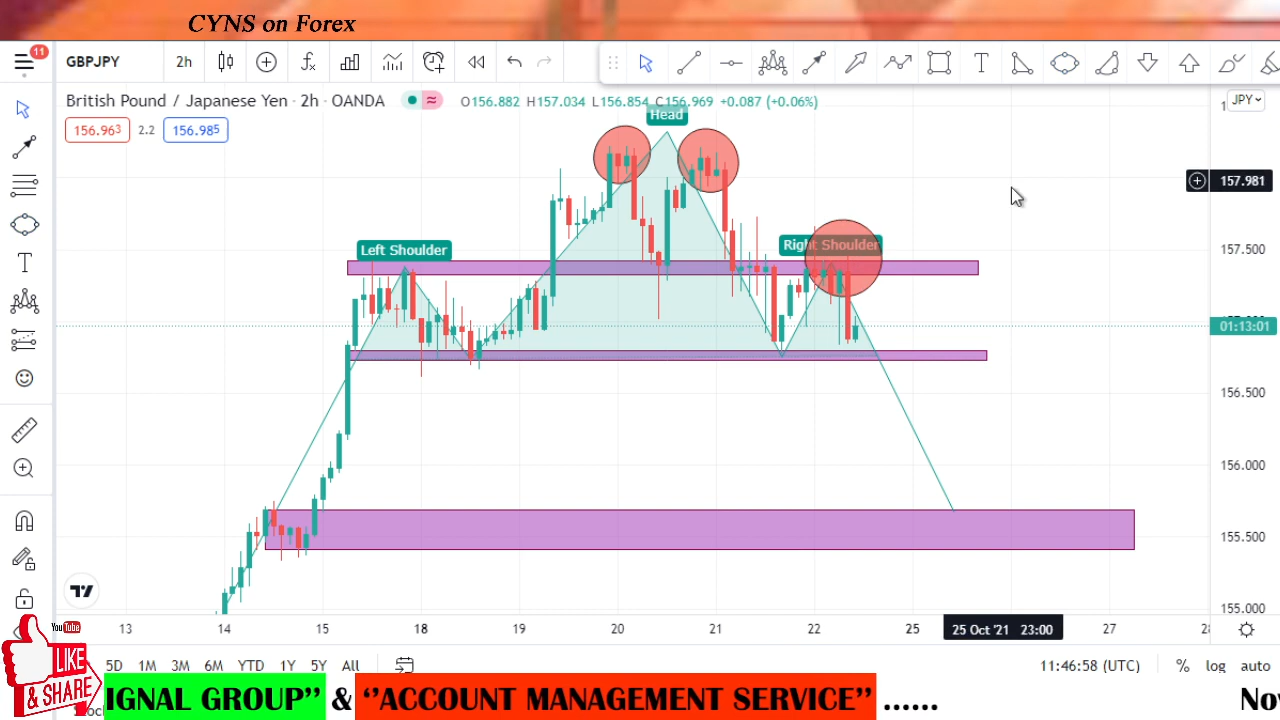 CYNS on Forex
11
GBPJPY
2h
British Pound / Japanese Yen · 2h · OANDA
O156.882 H157.034 L156.854 C156.969 +0.087 (+0.06%)
JPY
156.963
2.2
156.985
Head
157.981
Left Shoulder
Right Shoulder
157.500
01:13:01
156.500
156.000
155.500
155.000
13
14
15
18
19
20
21
22
25
25 Oct '21 23:00
27
YouTube
LIKE
& SHARE
5D
1M
3M
6M
YTD
1Y
5Y
All
11:46:58 (UTC)
%
log
auto
IGNAL GROUP’’ & ‘’ACCOUNT MANAGEMENT SERVICE’’ ......